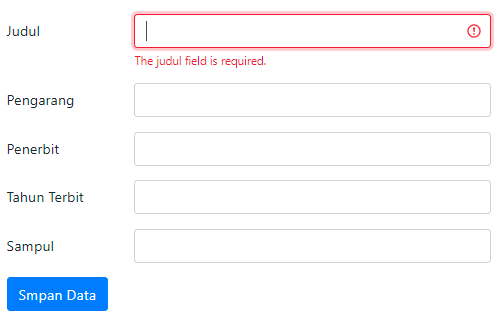 Judul
The judul field is required.
Pengarang
Penerbit
Tahun Terbit
Sampul
Smpan Data